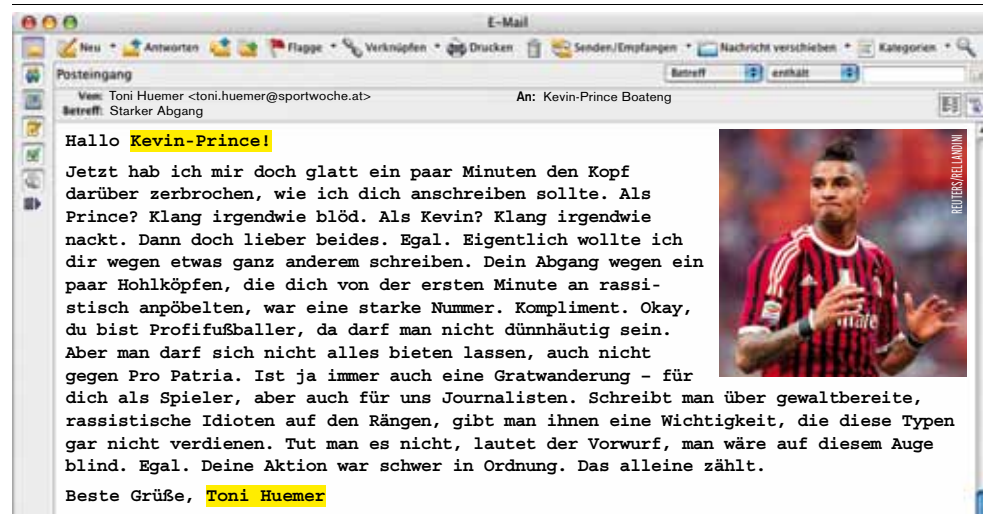 E-Mail
Neu Antworten Flagge Verknüpfen Drucken Senden/Empfangen Nachricht verschieben Kategorien
Posteingang Betreff enthält
Von: Toni Huemer <toni.huemer@sportwoche.at> An: Kevin-Prince Boateng
Betreff: Starker Abgang
Hallo Kevin-Prince!
Jetzt hab ich mir doch glatt ein paar Minuten den Kopf
darüber zerbrochen, wie ich dich anschreiben sollte. Als
Prince? Klang irgendwie blöd. Als Kevin? Klang irgendwie
nackt. Dann doch lieber beides. Egal. Eigentlich wollte ich
dir wegen etwas ganz anderem schreiben. Dein Abgang wegen ein
paar Hohlköpfen, die dich von der ersten Minute an rassi-
stisch anpöbelten, war eine starke Nummer. Kompliment. Okay,
du bist Profifußballer, da darf man nicht dünnhäutig sein.
Aber man darf sich nicht alles bieten lassen, auch nicht
gegen Pro Patria. Ist ja immer auch eine Gratwanderung – für
dich als Spieler, aber auch für uns Journalisten. Schreibt man über gewaltbereite,
rassistische Idioten auf den Rängen, gibt man ihnen eine Wichtigkeit, die diese Typen
gar nicht verdienen. Tut man es nicht, lautet der Vorwurf, man wäre auf diesem Auge
blind. Egal. Deine Aktion war schwer in Ordnung. Das alleine zählt.
Beste Grüße, Toni Huemer
REUTERS/RELLANDINI